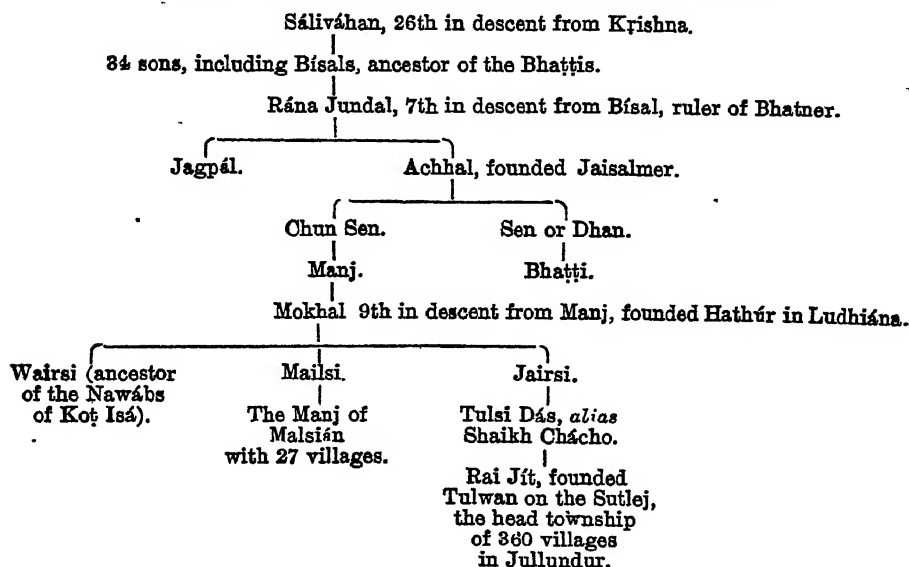 Sáliváhan, 26th in descent from Kṛishna.
34 sons, including Bísals, ancestor of the Bhaṭṭis.
Rána Jundal, 7th in descent from Bísal, ruler of Bhatner.
Jagpál. Achhal, founded Jaisalmer.
Chun Sen. Sen or Dhan.
Manj. Bhaṭṭi.
Mokhal 9th in descent from Manj, founded Hathúr in Ludhiána.
Wairsi (ancestor
of the Nawábs
of Koṭ Isá).
Mailsi.
The Manj of
Malsián
with 27 villages.
Jairsi.
Tulsi Dás, alias
Shaikh Chácho.
Rai Jít, founded
Tulwan on the Sutlej,
the head township
of 360 villages
in Jullundur.